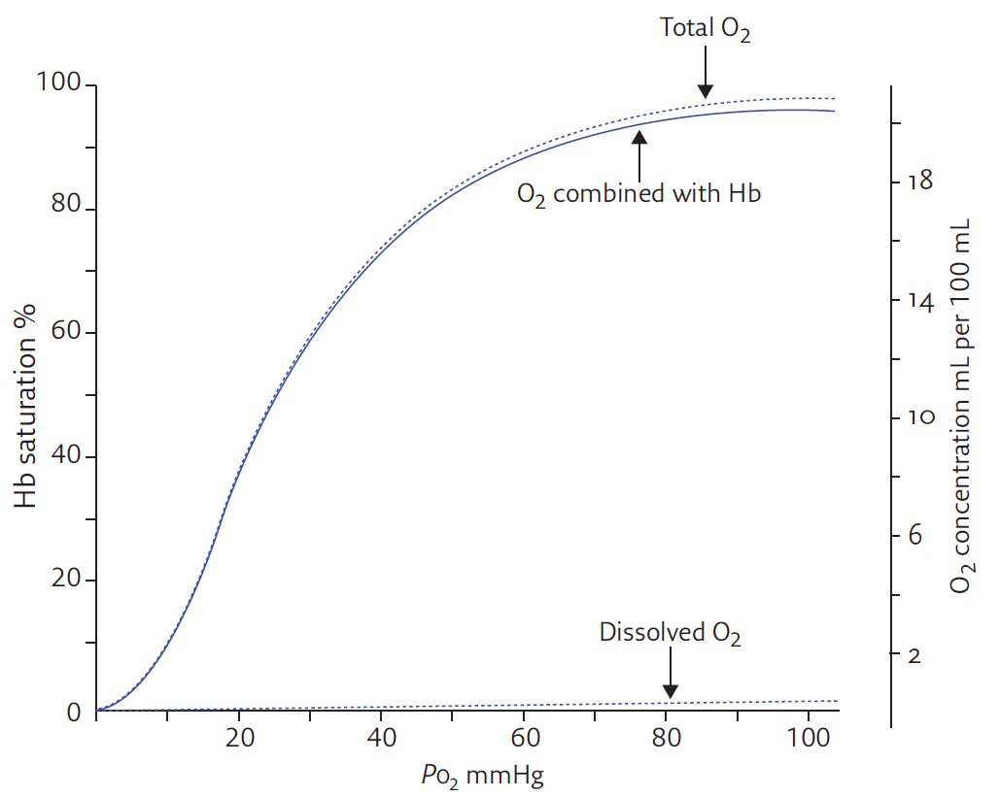 Total O₂
100
80
60
40
20
0
Hb saturation %
O₂ combined with Hb
Dissolved O₂
18
14
10
6
2
O₂ concentration mL per 100 mL
20
40
60
80
100
PO₂ mmHg